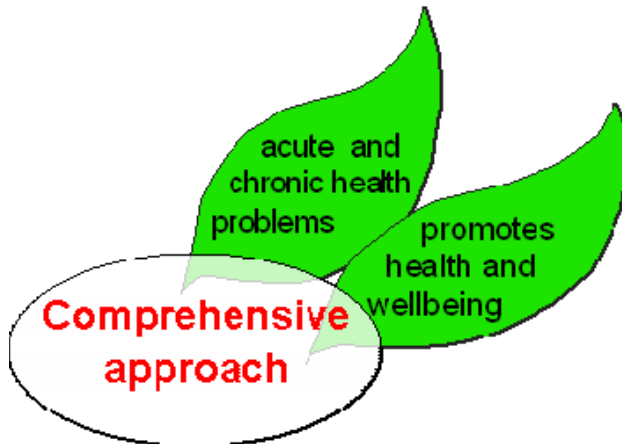 acute and
chronic health
problems
promotes
health and
wellbeing
Comprehensive
approach